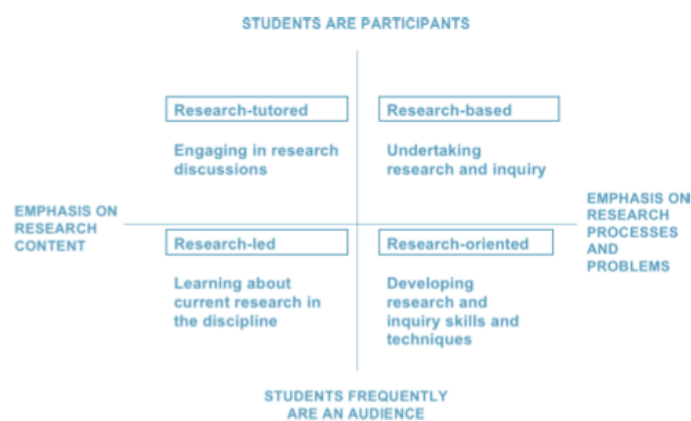 STUDENTS ARE PARTICIPANTS
Research-tutored
Engaging in research
discussions
Research-based
Undertaking
research and inquiry
EMPHASIS ON
RESEARCH
CONTENT
EMPHASIS ON
RESEARCH
PROCESSES
AND
PROBLEMS
Research-led
Learning about
current research in
the discipline
Research-oriented
Developing
research and
inquiry skills and
techniques
STUDENTS FREQUENTLY
ARE AN AUDIENCE